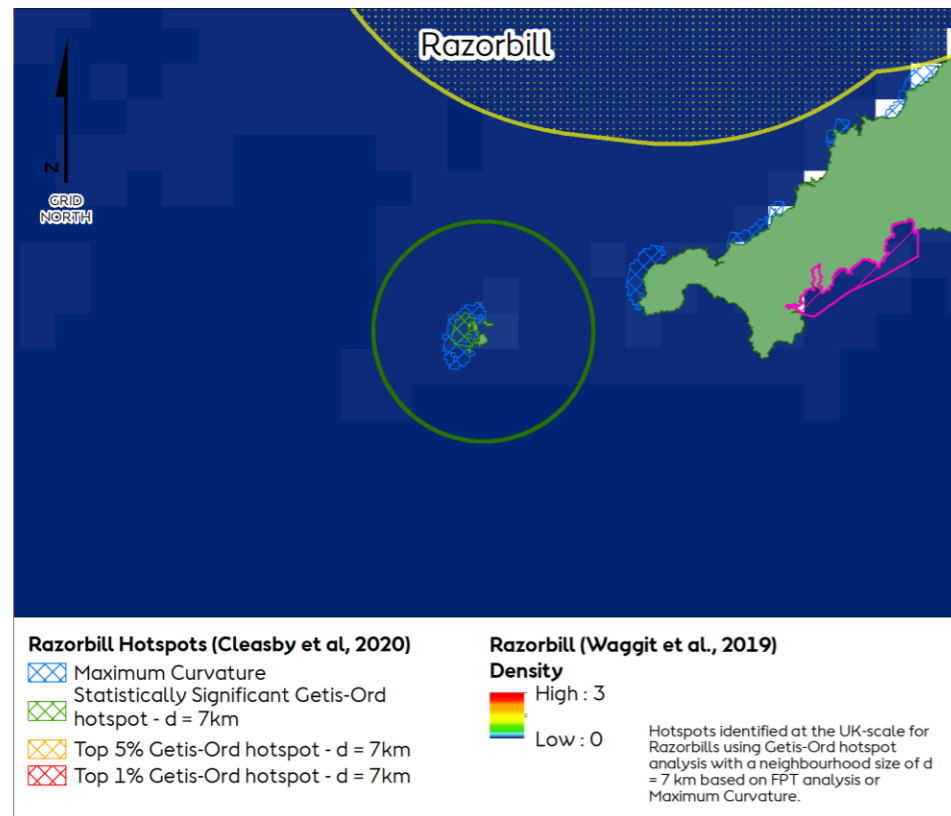 Razorbill
N
GRID
NORTH
Razorbill Hotspots (Cleasby et al, 2020)
Maximum Curvature
Statistically Significant Getis-Ord
hotspot - d = 7km
Top 5% Getis-Ord hotspot - d = 7km
Top 1% Getis-Ord hotspot - d = 7km
Razorbill (Waggit et al., 2019)
Density
High : 3
Low : 0
Hotspots identified at the UK-scale for
Razorbills using Getis-Ord hotspot
analysis with a neighbourhood size of d
= 7 km based on FPT analysis or
Maximum Curvature.